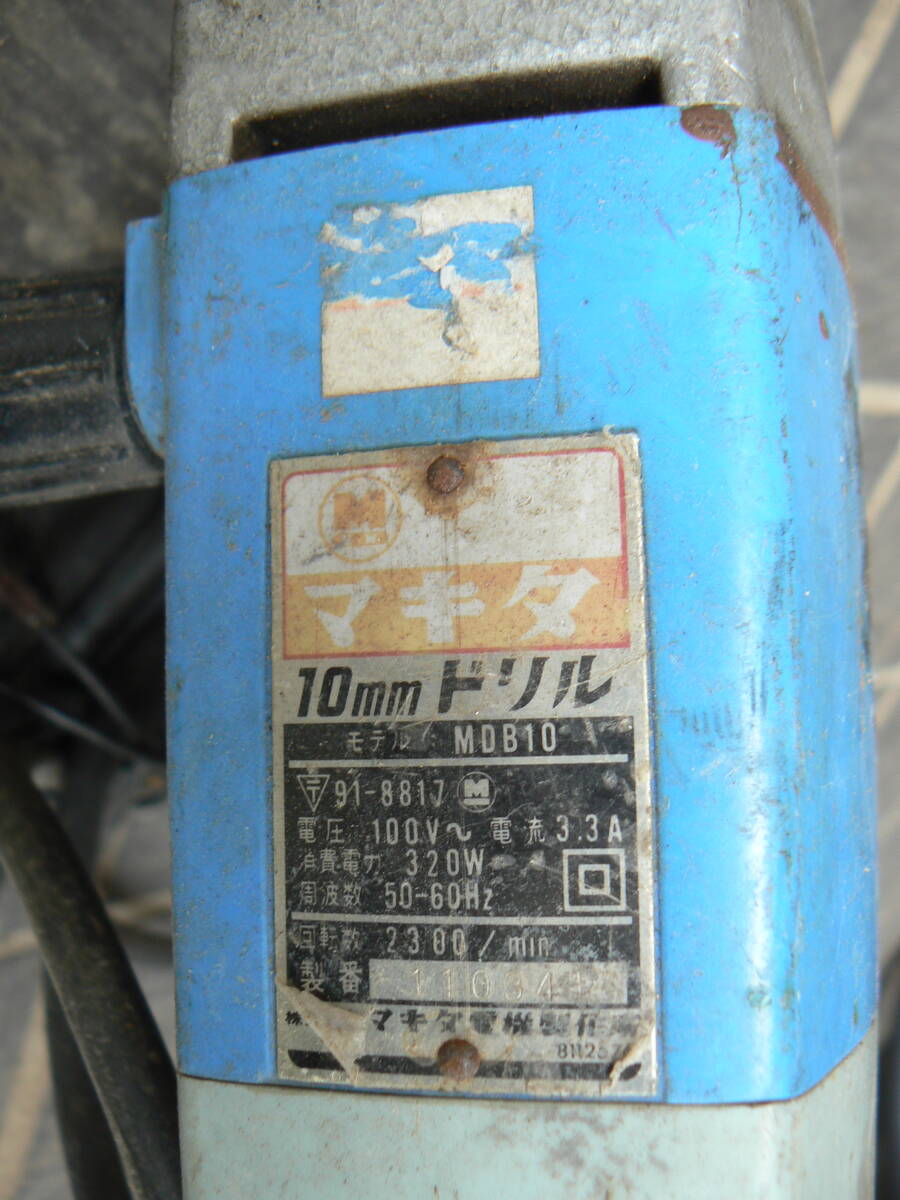 M
マキタ
10mm ドリル
モデル MDB10
〒 91-8817 M
電圧 100V～ 電流 3.3A
消費電力 320W
周波数 50-60Hz
回転数 2300/min
製番
マキタ電機製作所